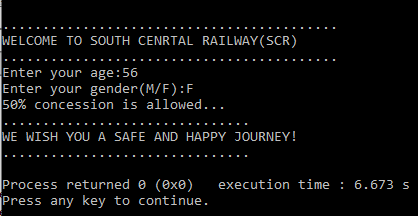 ..........................................
WELCOME TO SOUTH CENRTAL RAILWAY(SCR)
..........................................
Enter your age:56
Enter your gender(M/F):F
50% concession is allowed...
...............................
WE WISH YOU A SAFE AND HAPPY JOURNEY!
...............................
Process returned 0 (0x0)   execution time : 6.673 s
Press any key to continue.